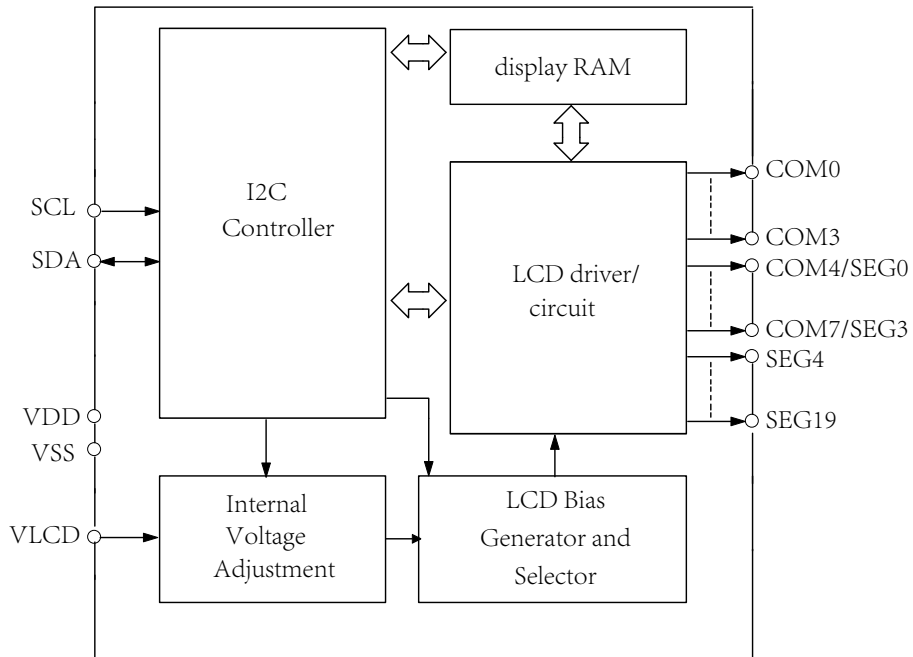 display RAM
I2C
Controller
SCL
SDA
VDD
VSS
VLCD
LCD driver/
circuit
COM0
COM3
COM4/SEG0
COM7/SEG3
SEG4
SEG19
Internal
Voltage
Adjustment
LCD Bias
Generator and
Selector